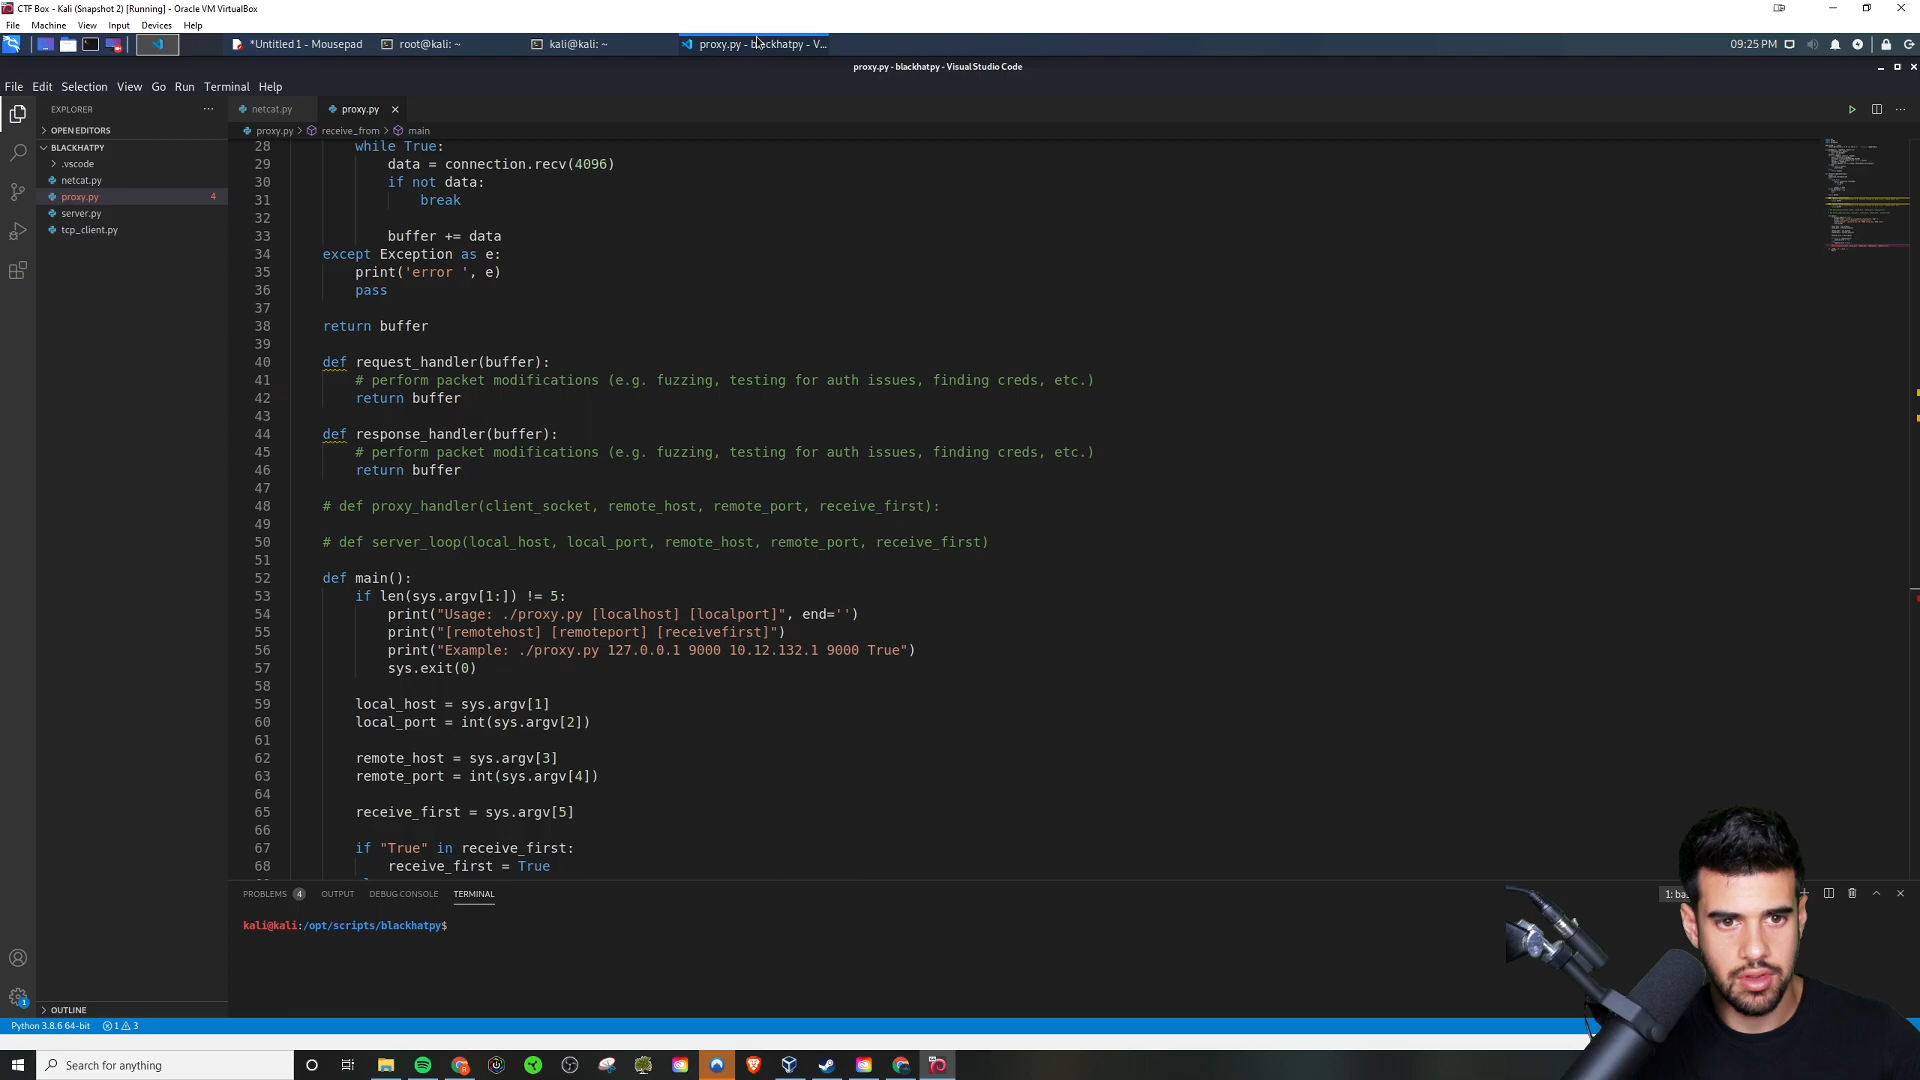 CTF Box - Kali (Snapshot 2) [Running] - Oracle VM VirtualBox
File Machine View Input Devices Help
*Untitled 1 - Mousepad
root@kali: ~
kali@kali: ~
proxy.py - blackhatpy - V...
09:25 PM
proxy.py - blackhatpy - Visual Studio Code
File Edit Selection View Go Run Terminal Help
EXPLORER
netcat.py
proxy.py
OPEN EDITORS
proxy.py > receive_from > main
BLACKHATPY
.vscode
netcat.py
proxy.py 4
server.py
tcp_client.py
28 while True:
29 data = connection.recv(4096)
30 if not data:
31 break
32
33 buffer += data
34 except Exception as e:
35 print('error ', e)
36 pass
37
38 return buffer
39
40 def request_handler(buffer):
41 # perform packet modifications (e.g. fuzzing, testing for auth issues, finding creds, etc.)
42 return buffer
43
44 def response_handler(buffer):
45 # perform packet modifications (e.g. fuzzing, testing for auth issues, finding creds, etc.)
46 return buffer
47
48 # def proxy_handler(client_socket, remote_host, remote_port, receive_first):
49
50 # def server_loop(local_host, local_port, remote_host, remote_port, receive_first)
51
52 def main():
53 if len(sys.argv[1:]) != 5:
54 print("Usage: ./proxy.py [localhost] [localport]", end='')
55 print("[remotehost] [remoteport] [receivefirst]")
56 print("Example: ./proxy.py 127.0.0.1 9000 10.12.132.1 9000 True")
57 sys.exit(0)
58
59 local_host = sys.argv[1]
60 local_port = int(sys.argv[2])
61
62 remote_host = sys.argv[3]
63 remote_port = int(sys.argv[4])
64
65 receive_first = sys.argv[5]
66
67 if "True" in receive_first:
68 receive_first = True
PROBLEMS 4 OUTPUT DEBUG CONSOLE TERMINAL
1: ba
kali@kali:/opt/scripts/blackhatpy$
OUTLINE
1
Python 3.8.6 64-bit 1 3
Search for anything